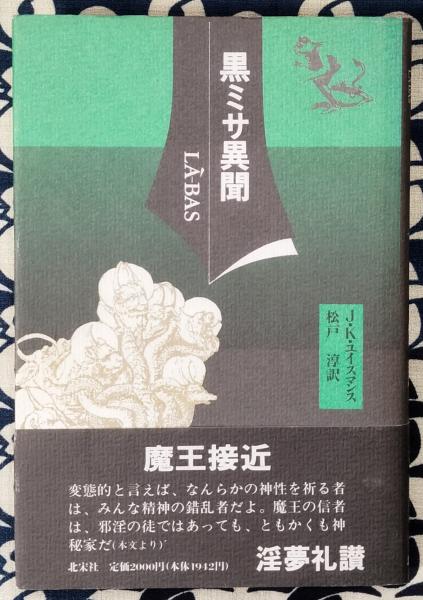 黒ミサ異聞
LÀ-BAS
J・K・ユイスマンス
松戸 淳訳
魔王接近
変態的と言えば、なんらかの神性を祈る者
は、みんな精神の錯乱者だよ。魔王の信者
は、邪淫の徒ではあっても、ともかくも神
秘家だ(本文より)
北宋社 定価2000円(本体1942円)
淫夢礼讃